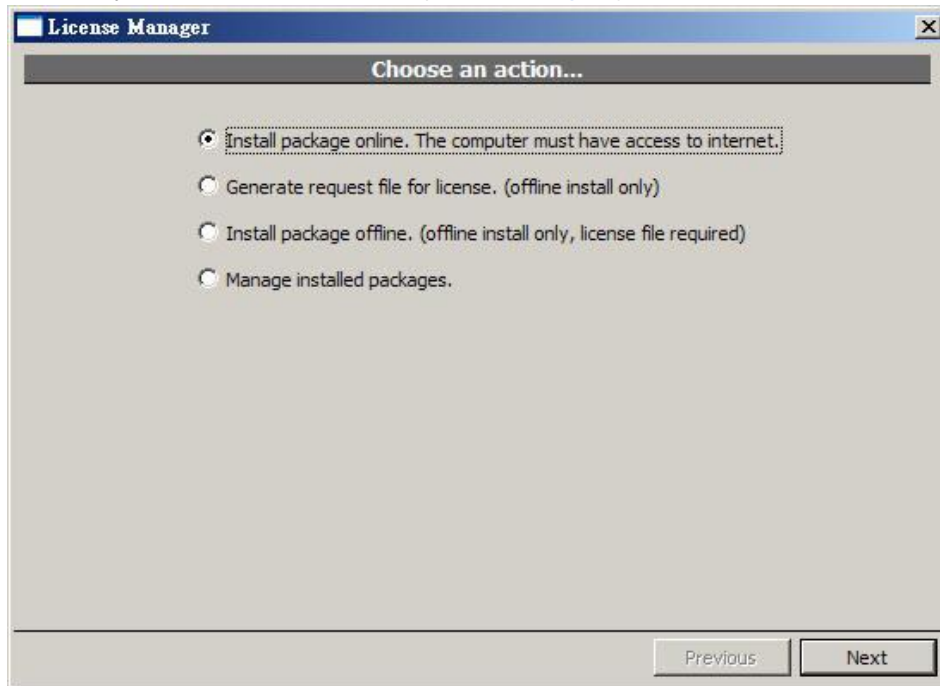 License Manager
Choose an action...
Install package online. The computer must have access to internet.
Generate request file for license. (offline install only)
Install package offline. (offline install only, license file required)
Manage installed packages.
Previous
Next